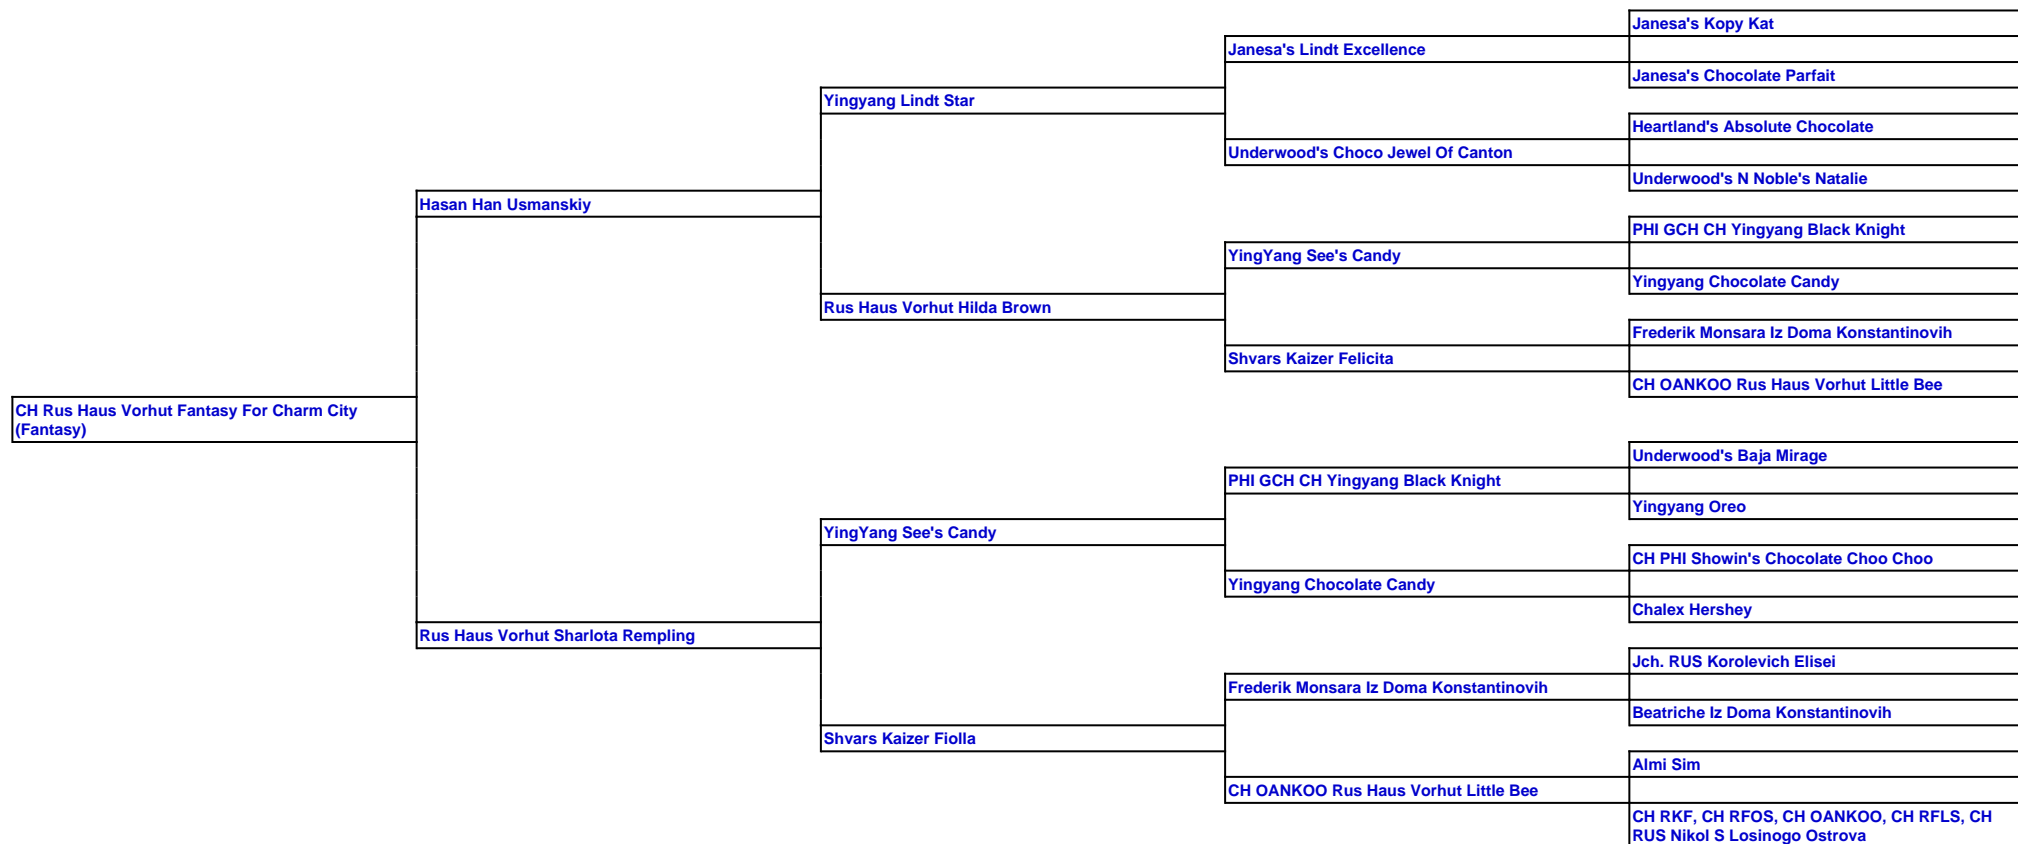 Janesa's Kopy Kat
Janesa's Lindt Excellence
Janesa's Chocolate Parfait
Yingyang Lindt Star
Heartland's Absolute Chocolate
Underwood's Choco Jewel Of Canton
Underwood's N Noble's Natalie
Hasan Han Usmanskiy
PHI GCH CH Yingyang Black Knight
YingYang See's Candy
Yingyang Chocolate Candy
Rus Haus Vorhut Hilda Brown
Frederik Monsara Iz Doma Konstantinovih
Shvars Kaizer Felicita
CH OANKOO Rus Haus Vorhut Little Bee
CH Rus Haus Vorhut Fantasy For Charm City
(Fantasy)
Underwood's Baja Mirage
PHI GCH CH Yingyang Black Knight
Yingyang Oreo
YingYang See's Candy
CH PHI Showin's Chocolate Choo Choo
Yingyang Chocolate Candy
Chalex Hershey
Rus Haus Vorhut Sharlota Rempling
Jch. RUS Korolevich Elisei
Frederik Monsara Iz Doma Konstantinovih
Beatriche Iz Doma Konstantinovih
Shvars Kaizer Fiolla
Almi Sim
CH OANKOO Rus Haus Vorhut Little Bee
CH RKF, CH RFOS, CH OANKOO, CH RFLS, CH
RUS Nikol S Losinogo Ostrova